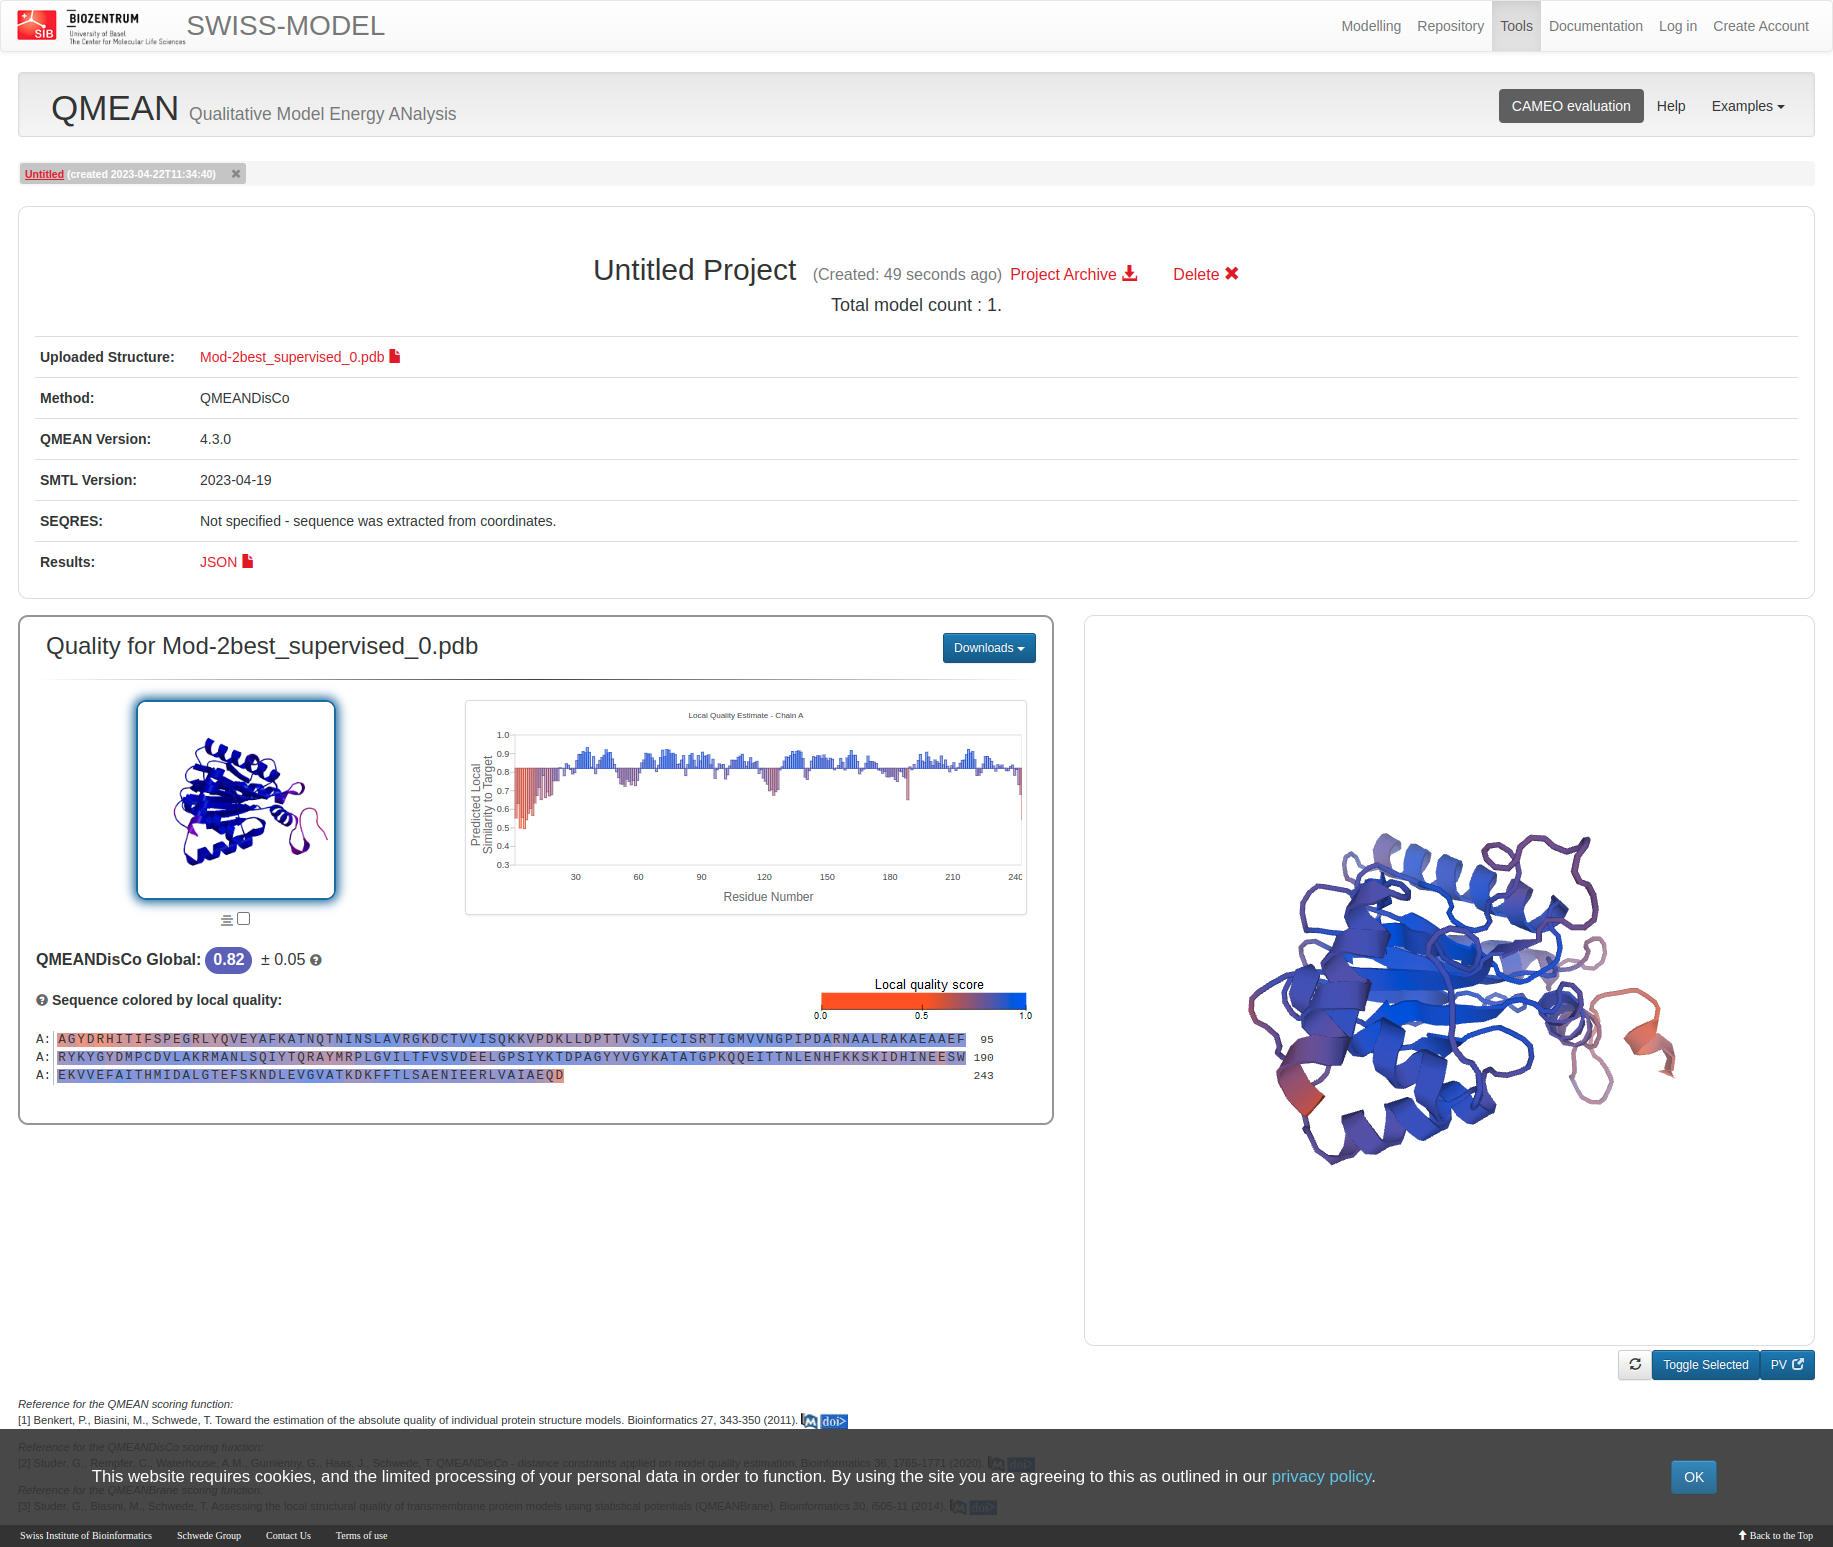 SIB
BIOZENTRUM
University of Basel
The Center for Molecular Life Sciences
SWISS-MODEL
Modelling Repository Tools Documentation Log in Create Account
QMEAN Qualitative Model Energy ANalysis
CAMEO evaluation Help Examples
Untitled (created 2023-04-22T11:34:40)
Untitled Project (Created: 49 seconds ago) Project Archive Delete
Total model count : 1.
Uploaded Structure: Mod-2best_supervised_0.pdb
Method: QMEANDisCo
QMEAN Version: 4.3.0
SMTL Version: 2023-04-19
SEQRES: Not specified - sequence was extracted from coordinates.
Results: JSON
Quality for Mod-2best_supervised_0.pdb
Downloads
Local Quality Estimate - Chain A
Predicted Local
Similarity to Target
1.0
0.9
0.8
0.7
0.6
0.5
0.4
0.3
30 60 90 120 150 180 210 240
Residue Number
QMEANDisCo Global: 0.82 ± 0.05
Sequence colored by local quality:
Local quality score
0.0 0.5 1.0
A: AGYDRHITIFSPEGRLYQVEYAFKATNQTNINSLAVRGKDCTVVISQKKVPDKLLDPTTVSYIFCISRTIGMVVNGPIPDARNAALRAKAEAAEF 95
A: RYKYGYDMPCDVLAKRMANLSQIYTQRAYMRPLGVILTFVSVDEELGPSIYKTDPAGYYVGYKATATGPKQQEITTNLENHFKKSKIDHINEESW 190
A: EKVVEFAITHMIDALGTEFSKNDLEVGVATKDKFFTLSAENIEERLVAIAEQD 243
Toggle Selected PV
Reference for the QMEAN scoring function:
[1] Benkert, P., Biasini, M., Schwede, T. Toward the estimation of the absolute quality of individual protein structure models. Bioinformatics 27, 343-350 (2011). M doi>
Reference for the QMEANDisCo scoring function:
[2] Studer, G., Rempfer, C., Waterhouse, A.M., Gumienny, G., Haas, J., Schwede, T. QMEANDisCo - distance constraints applied on model quality estimation. Bioinformatics 36, 1765-1771 (2020). M doi>
This website requires cookies, and the limited processing of your personal data in order to function. By using the site you are agreeing to this as outlined in our privacy policy.
OK
Reference for the QMEANBrane scoring function:
[3] Studer, G., Biasini, M., Schwede, T. Assessing the local structural quality of transmembrane protein models using statistical potentials (QMEANBrane). Bioinformatics 30, i505-11 (2014). M doi>
Swiss Institute of Bioinformatics Schwede Group Contact Us Terms of use Back to the Top